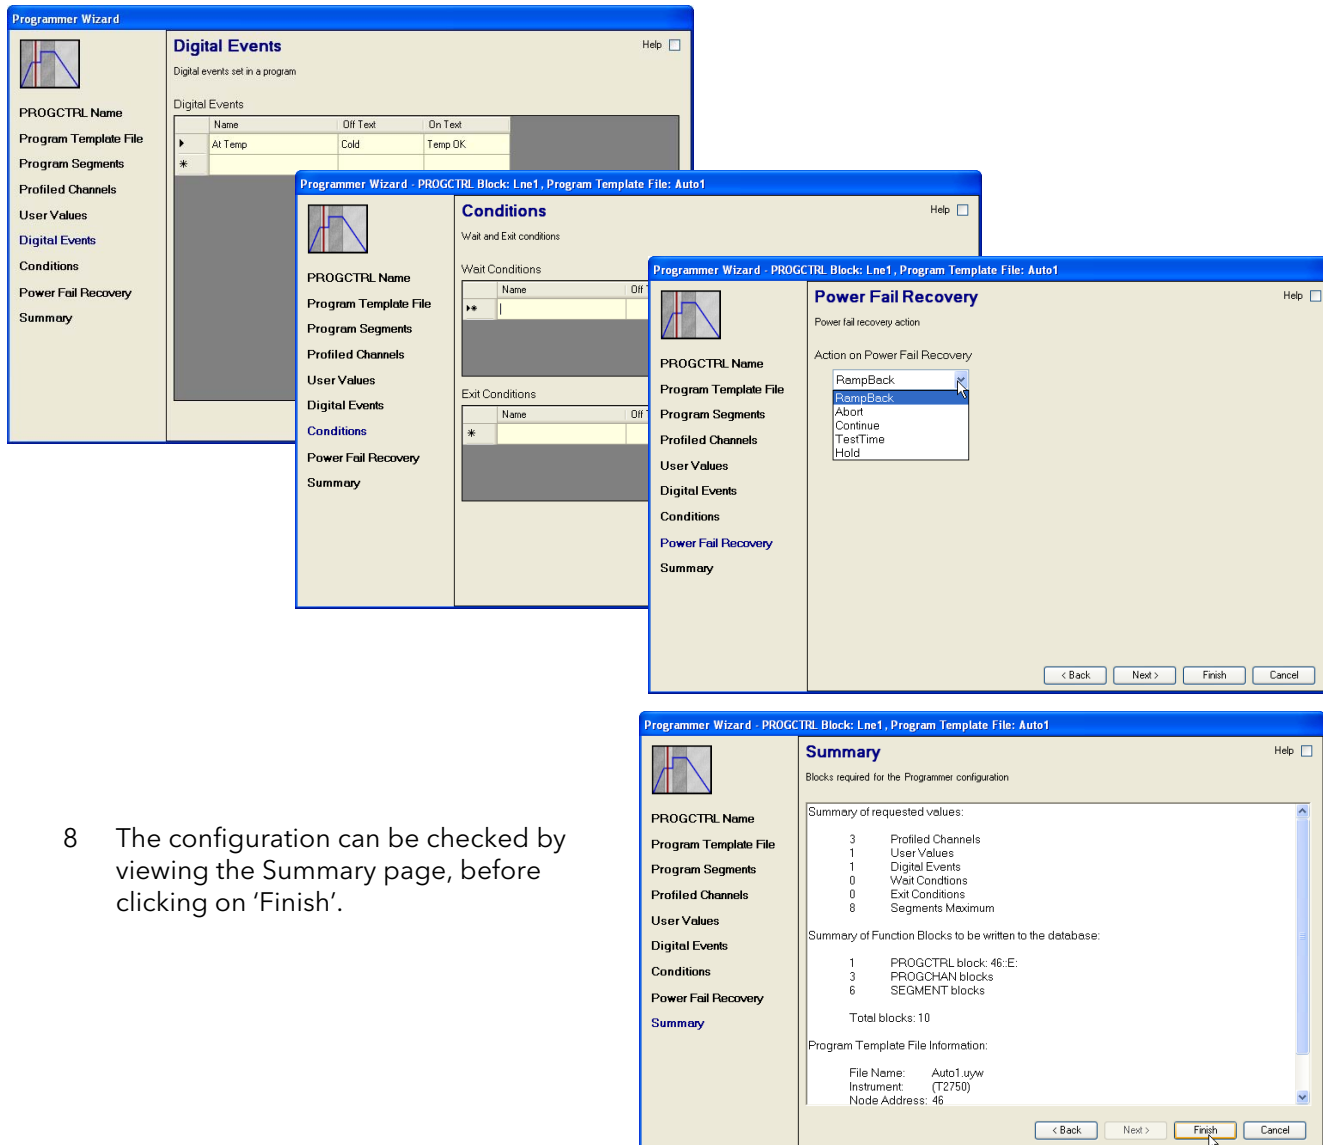 Programmer Wizard
Digital Events
Help
Digital events set in a program
PROGCTRL Name
Program Template File
Program Segments
Profiled Channels
User Values
Digital Events
Conditions
Power Fail Recovery
Summary
Digital Events
Name Off Text On Text
At Temp Cold Temp OK
Programmer Wizard - PROGCTRL Block: Lne1, Program Template File: Auto1
Conditions
Help
Wait and Exit conditions
PROGCTRL Name
Program Template File
Program Segments
Profiled Channels
User Values
Digital Events
Conditions
Power Fail Recovery
Summary
Wait Conditions
Name Off
Exit Conditions
Name Off
Programmer Wizard - PROGCTRL Block: Lne1, Program Template File: Auto1
Power Fail Recovery
Help
Power fail recovery action
PROGCTRL Name
Program Template File
Program Segments
Profiled Channels
User Values
Digital Events
Conditions
Power Fail Recovery
Summary
Action on Power Fail Recovery
RampBack
RampBack
Abort
Continue
TestTime
Hold
< Back Next > Finish Cancel
8 The configuration can be checked by
viewing the Summary page, before
clicking on ‘Finish’.
Programmer Wizard - PROGCTRL Block: Lne1, Program Template File: Auto1
Summary
Help
Blocks required for the Programmer configuration
PROGCTRL Name
Program Template File
Program Segments
Profiled Channels
User Values
Digital Events
Conditions
Power Fail Recovery
Summary
Summary of requested values:
3 Profiled Channels
1 User Values
1 Digital Events
0 Wait Condtions
0 Exit Conditions
8 Segments Maximum
Summary of Function Blocks to be written to the database:
1 PROGCTRL block: 46::E:
3 PROGCHAN blocks
6 SEGMENT blocks
Total blocks: 10
Program Template File Information:
File Name: Auto1.uyw
Instrument: (T2750)
Node Address: 46
< Back Next > Finish Cancel